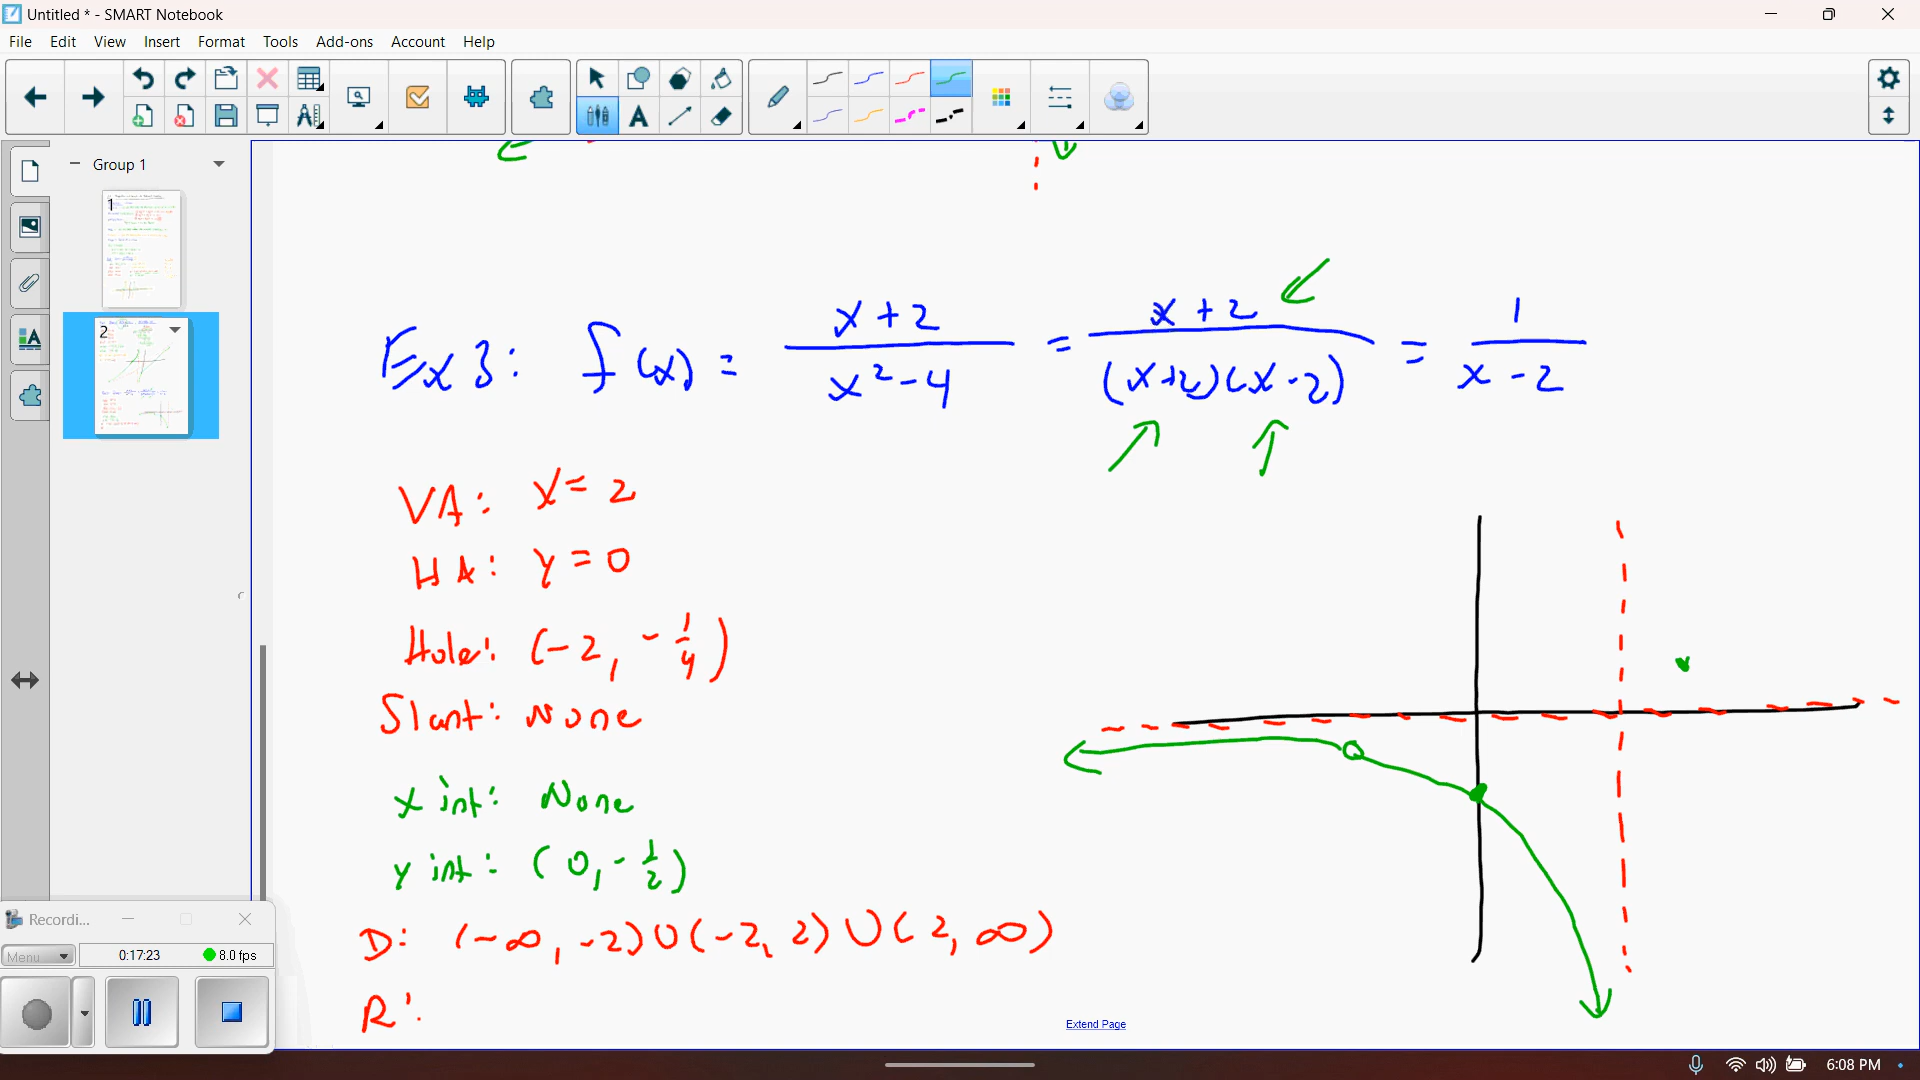 Untitled * - SMART Notebook
File Edit View Insert Format Tools Add-ons Account Help
Group 1
1
2
Ex 3: f(x) = x+2 / x²-4 = x+2 / (x+2)(x-2) = 1 / x-2
VA: x = 2
HA: y = 0
Hole: (-2, -1/4)
Slant: None
x int: None
y int: (0, -1/2)
D: (-∞, -2) ∪ (-2, 2) ∪ (2, ∞)
R:
Extend Page
Recordi...
Menu 0:17:23 8.0 fps
6:08 PM